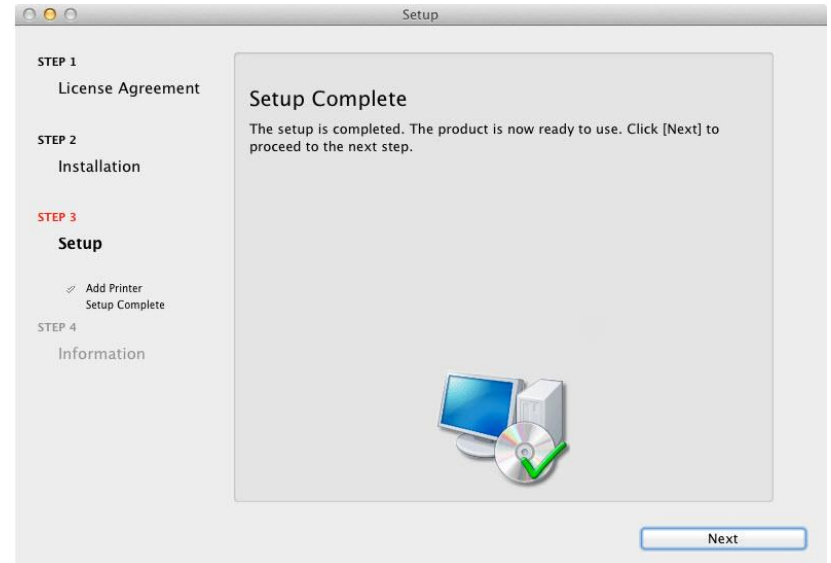 Setup
STEP 1
License Agreement
STEP 2
Installation
STEP 3
Setup
Add Printer
Setup Complete
STEP 4
Information
Setup Complete
The setup is completed. The product is now ready to use. Click [Next] to
proceed to the next step.
Next